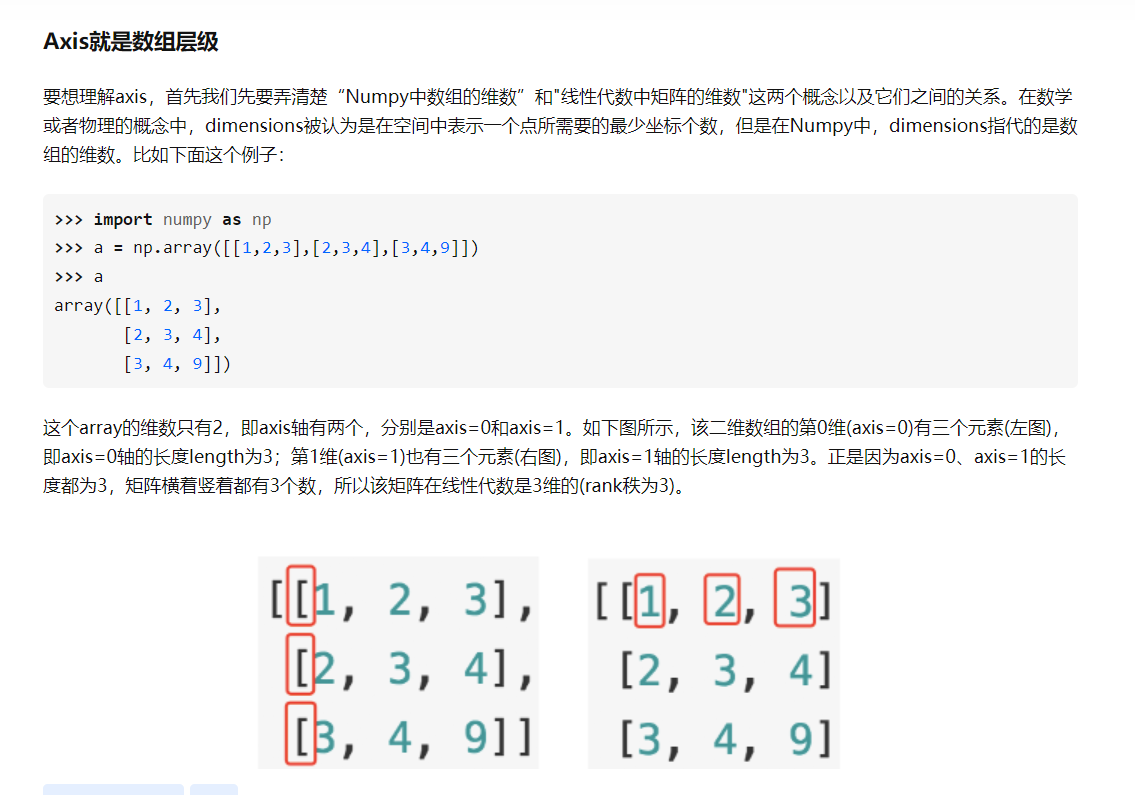 Axis就是数组层级
要想理解axis，首先我们先要弄清楚“Numpy中数组的维数”和"线性代数中矩阵的维数"这两个概念以及它们之间的关系。在数学
或者物理的概念中，dimensions被认为是在空间中表示一个点所需要的最少坐标个数，但是在Numpy中，dimensions指代的是数
组的维数。比如下面这个例子：
>>> import numpy as np
>>> a = np.array([[1,2,3],[2,3,4],[3,4,9]])
>>> a
array([[1, 2, 3],
       [2, 3, 4],
       [3, 4, 9]])
这个array的维数只有2，即axis轴有两个，分别是axis=0和axis=1。如下图所示，该二维数组的第0维(axis=0)有三个元素(左图)，
即axis=0轴的长度length为3；第1维(axis=1)也有三个元素(右图)，即axis=1轴的长度length为3。正是因为axis=0、axis=1的长
度都为3，矩阵横着竖着都有3个数，所以该矩阵在线性代数是3维的(rank秩为3)。
[[1, 2, 3],
[2, 3, 4],
[3, 4, 9]]
[[1, 2, 3]
[2, 3, 4]
[3, 4, 9]